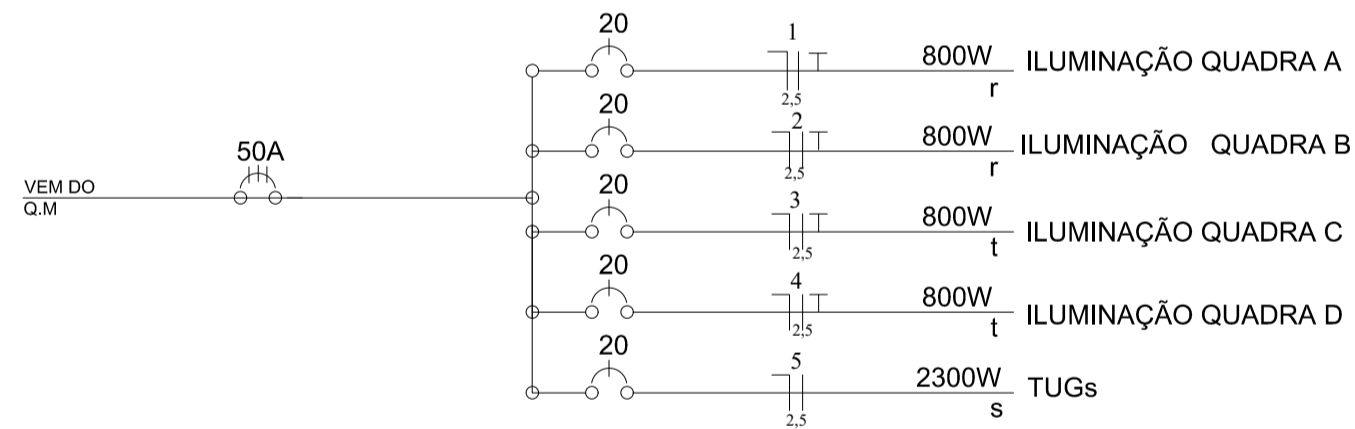 20
1
800W ILUMINAÇÃO QUADRA A
2,5
r
20
2
800W ILUMINAÇÃO QUADRA B
2,5
r
50A
VEM DO
Q.M
20
3
800W ILUMINAÇÃO QUADRA C
2,5
t
20
4
800W ILUMINAÇÃO QUADRA D
2,5
t
20
5
2300W TUGs
2,5
s